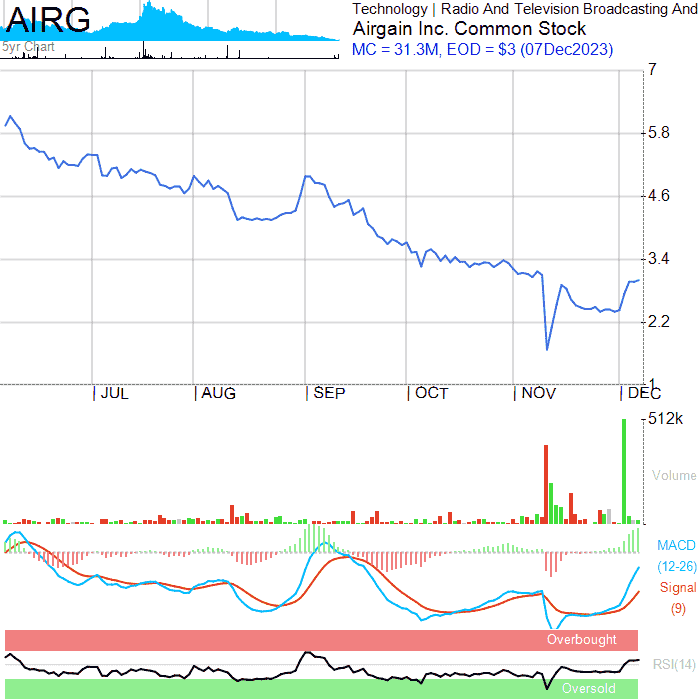 AIRG
5yr Chart
Technology | Radio And Television Broadcasting And
Airgain Inc. Common Stock
MC = 31.3M, EOD = $3 (07Dec2023)
7
5.8
4.6
3.4
2.2
1
JUL
AUG
SEP
OCT
NOV
DEC
512k
Volume
MACD
(12-26)
Signal
(9)
Overbought
RSI(14)
Oversold